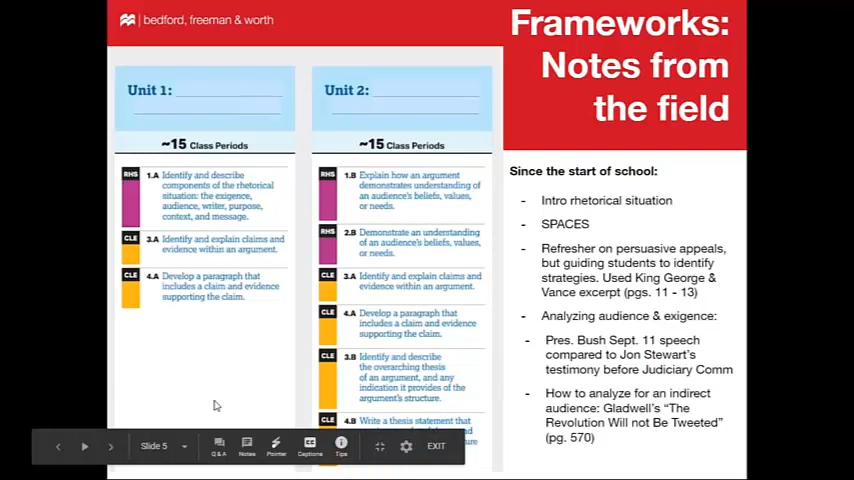 bedford, freeman & worth
Frameworks:
Notes from
the field
Unit 1:
~15 Class Periods
RHS
1.A Identify and describe
components of the rhetorical
situation: the exigence,
audience, writer, purpose,
context, and message.
CLE
3.A Identify and explain claims and
evidence within an argument.
CLE
4.A Develop a paragraph that
includes a claim and evidence
supporting the claim.
Unit 2:
~15 Class Periods
RHS
1.B Explain how an argument
demonstrates understanding of
an audience's beliefs, values,
or needs.
RHS
2.B Demonstrate an understanding
of an audience's beliefs, values,
or needs.
CLE
3.A Identify and explain claims and
evidence within an argument.
CLE
4.A Develop a paragraph that
includes a claim and evidence
supporting the claim.
CLE
3.B Identify and describe
the overarching thesis
of an argument, and any
indication it provides of the
argument's structure.
CLE
4.B Write a thesis statement that
Since the start of school:
- Intro rhetorical situation
- SPACES
- Refresher on persuasive appeals,
but guiding students to identify
strategies. Used King George &
Vance excerpt (pgs. 11 - 13)
- Analyzing audience & exigence:
- Pres. Bush Sept. 11 speech
compared to Jon Stewart's
testimony before Judiciary Comm
- How to analyze for an indirect
audience: Gladwell's "The
Revolution Will not Be Tweeted"
(pg. 570)
Slide 5
Q & A
Notes
Pointer
CC
Captions
Tips
EXIT